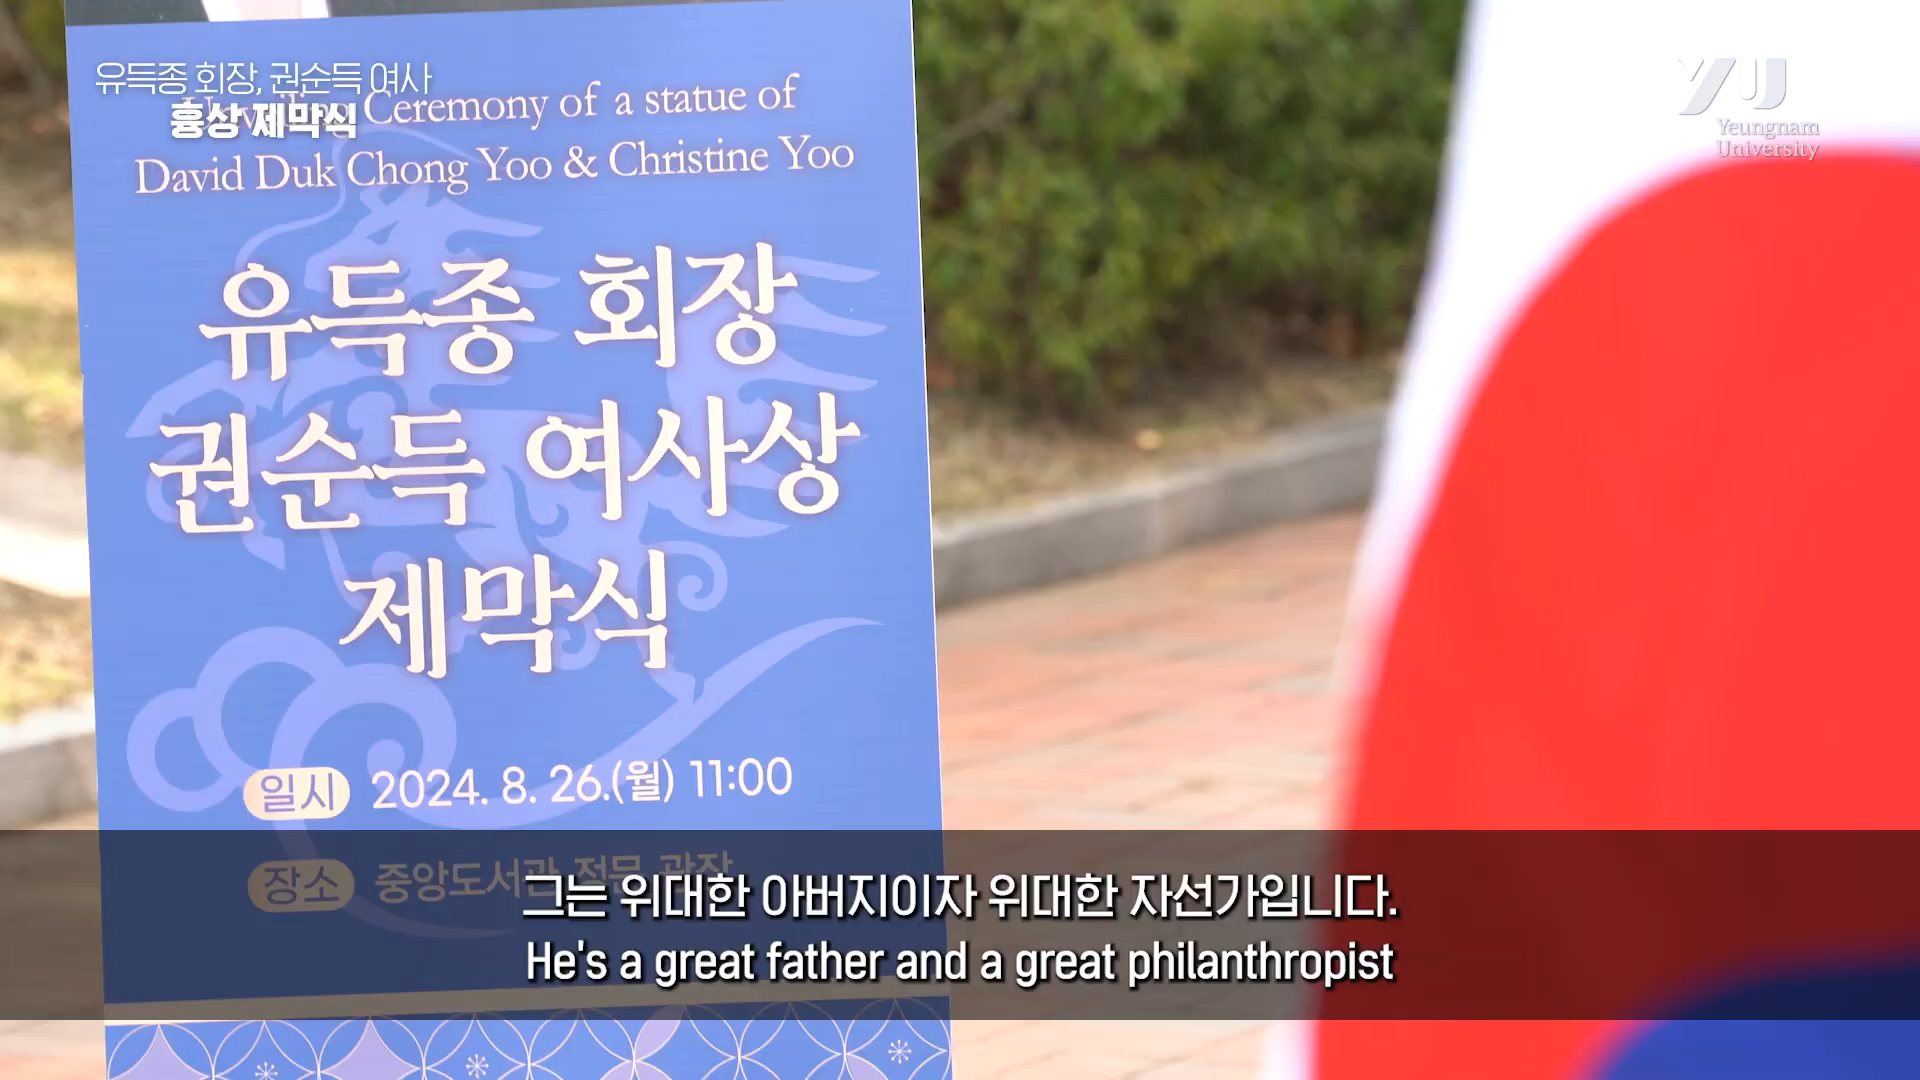 유득종 회장, 권순득 여사
흉상 제막식
Ceremony of a statue of
David Duk Chong Yoo & Christine Yoo
유득종 회장
권순득 여사상
제막식
일시 2024. 8. 26.(월) 11:00
장소 중앙도서관 정문 광장
그는 위대한 아버지이자 위대한 자선가입니다.
He's a great father and a great philanthropist
YU
Yeungnam
University